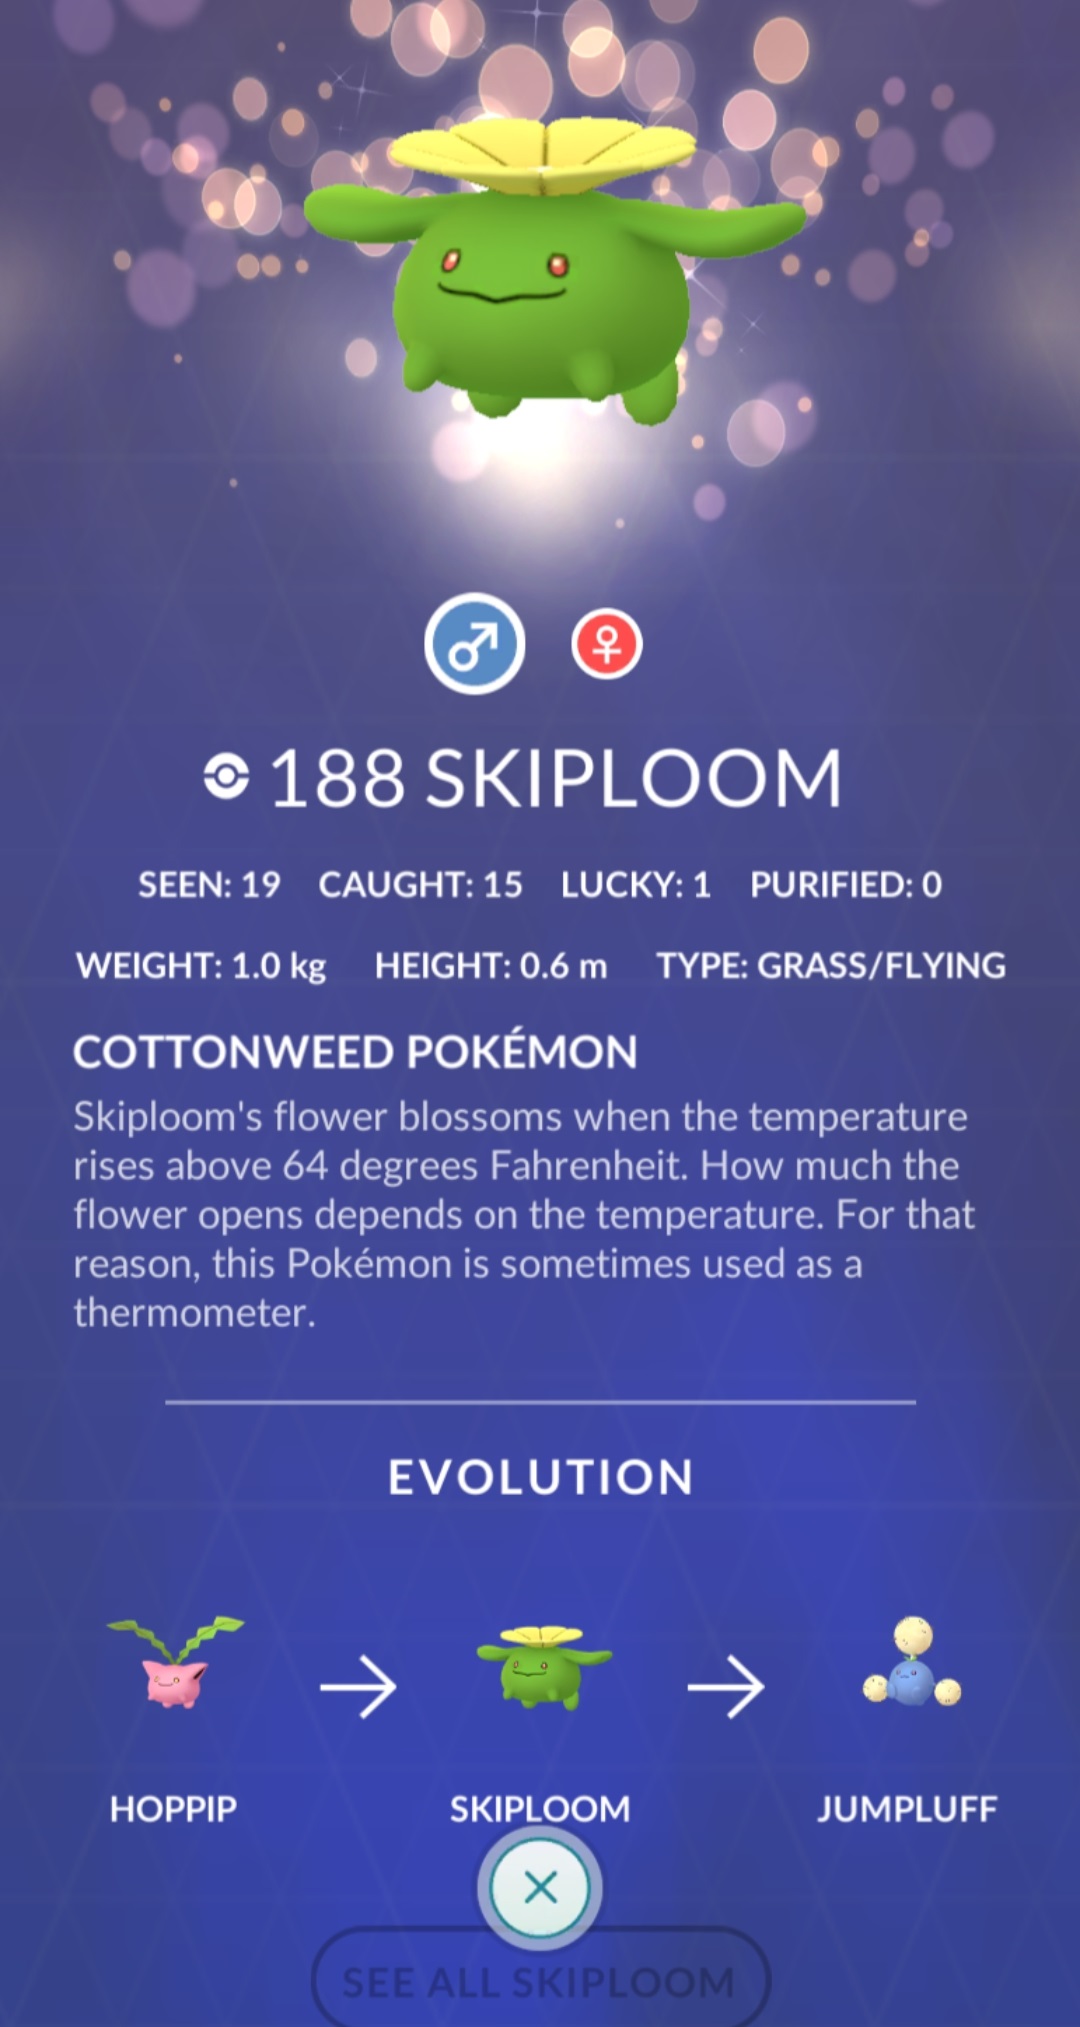 188 SKIPLOOM
SEEN: 19 CAUGHT: 15 LUCKY: 1 PURIFIED: 0
WEIGHT: 1.0 kg HEIGHT: 0.6 m TYPE: GRASS/FLYING
COTTONWEED POKÉMON
Skiploom's flower blossoms when the temperature
rises above 64 degrees Fahrenheit. How much the
flower opens depends on the temperature. For that
reason, this Pokémon is sometimes used as a
thermometer.
EVOLUTION
HOPPIP SKIPLOOM JUMPLUFF
SEE ALL SKIPLOOM